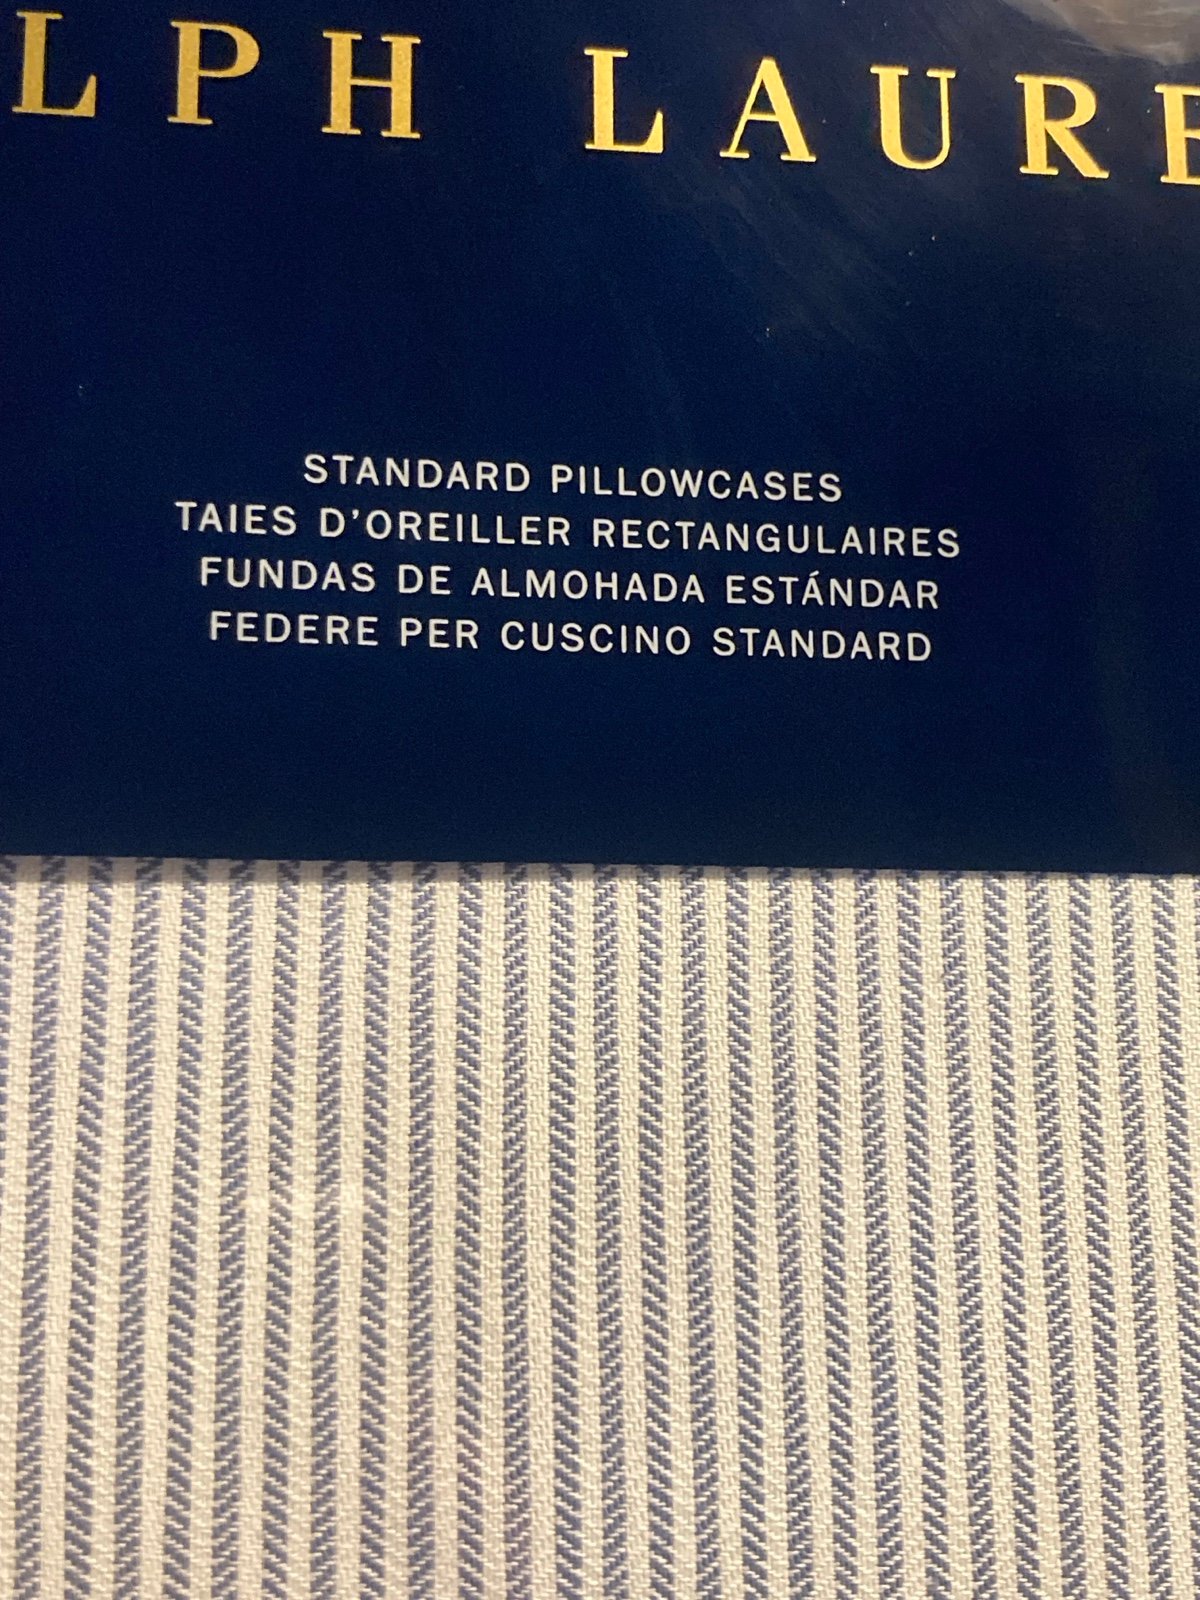 LPH LAURE
STANDARD PILLOWCASES
TAIES D'OREILLER RECTANGULAIRES
FUNDAS DE ALMOHADA ESTÁNDAR
FEDERE PER CUSCINO STANDARD